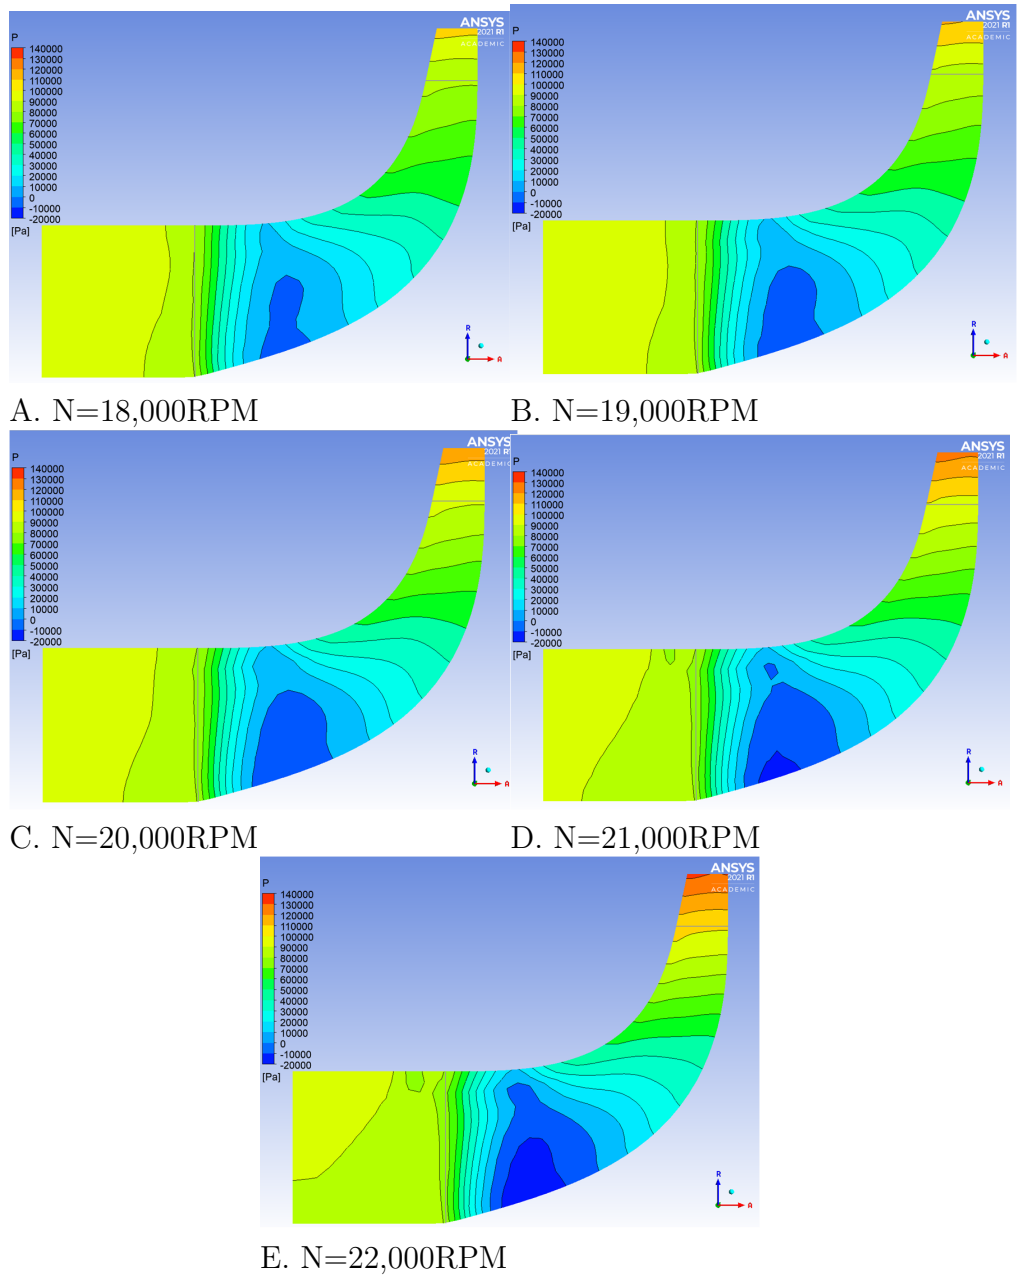 ANSYS
2021 R1
ACADEMIC
P
140000
130000
120000
110000
100000
90000
80000
70000
60000
50000
40000
30000
20000
10000
0
-10000
-20000
[Pa]
R
A
A. N=18,000RPM
ANSYS
2021 R1
ACADEMIC
P
140000
130000
120000
110000
100000
90000
80000
70000
60000
50000
40000
30000
20000
10000
0
-10000
-20000
[Pa]
R
A
B. N=19,000RPM
ANSYS
2021 R1
ACADEMIC
P
140000
130000
120000
110000
100000
90000
80000
70000
60000
50000
40000
30000
20000
10000
0
-10000
-20000
[Pa]
R
A
C. N=20,000RPM
ANSYS
2021 R1
ACADEMIC
P
140000
130000
120000
110000
100000
90000
80000
70000
60000
50000
40000
30000
20000
10000
0
-10000
-20000
[Pa]
R
A
D. N=21,000RPM
ANSYS
2021 R1
ACADEMIC
P
140000
130000
120000
110000
100000
90000
80000
70000
60000
50000
40000
30000
20000
10000
0
-10000
-20000
[Pa]
R
A
E. N=22,000RPM